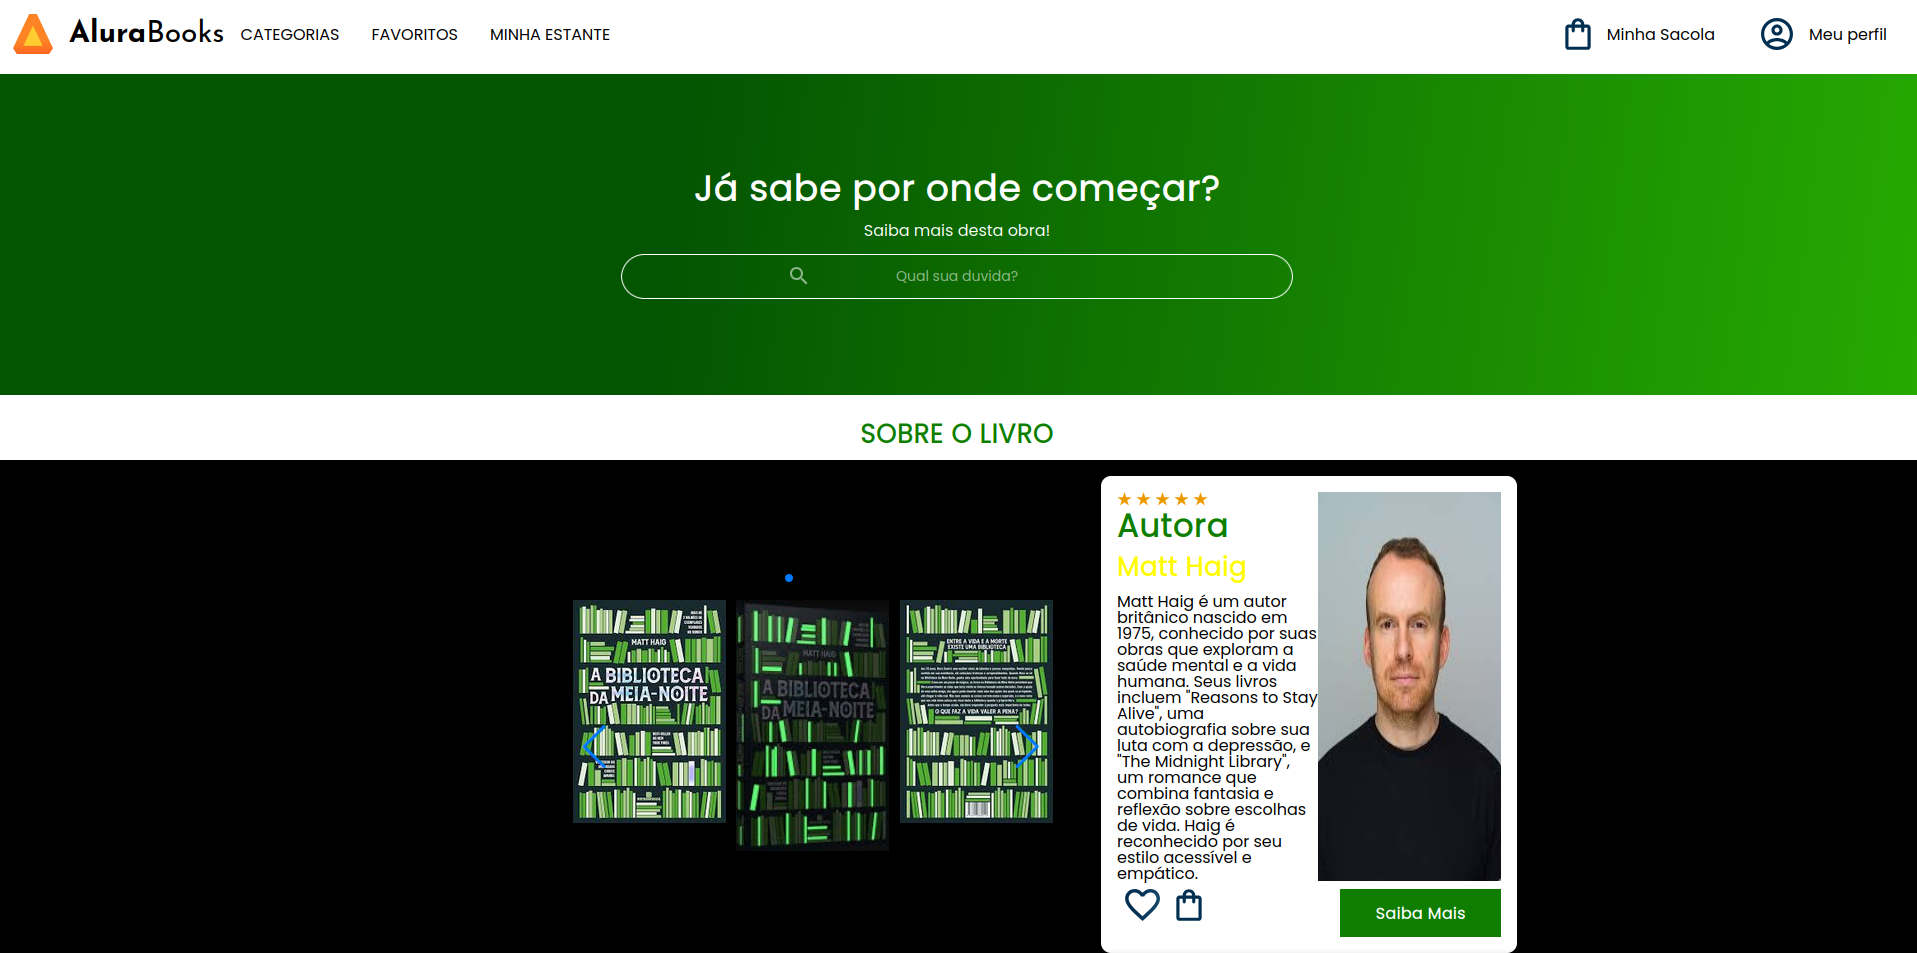 AluraBooks CATEGORIAS FAVORITOS MINHA ESTANTE Minha Sacola Meu perfil
Já sabe por onde começar?
Saiba mais desta obra!
Qual sua duvida?
SOBRE O LIVRO
MATT HAIG
A BIBLIOTECA
DA MEIA-NOITE
MATT HAIG
A BIBLIOTECA
DA MEIA-NOITE
ENTRE A VIDA E A MORTE
EXISTE UMA BIBLIOTECA
O QUE FAZ A VIDA VALER A PENA?
Autora
Matt Haig
Matt Haig é um autor
britânico nascido em
1975, conhecido por suas
obras que exploram a
saúde mental e a vida
humana. Seus livros
incluem "Reasons to Stay
Alive", uma
autobiografia sobre sua
luta com a depressão, e
"The Midnight Library",
um romance que
combina fantasia e
reflexão sobre escolhas
de vida. Haig é
reconhecido por seu
estilo acessível e
empático.
Saiba Mais